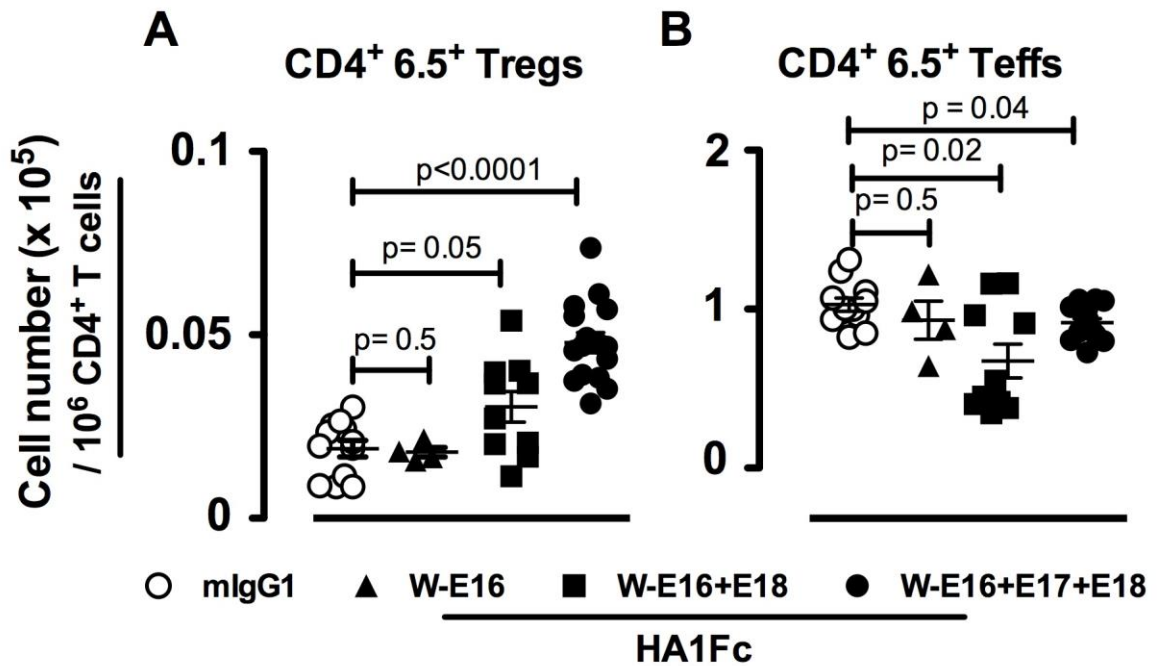 A
CD4⁺ 6.5⁺ Tregs
Cell number (x 10⁵)
/ 10⁶ CD4⁺ T cells
0.1
0.05
0
p<0.0001
p= 0.05
p= 0.5
B
CD4⁺ 6.5⁺ Teffs
2
1
0
p = 0.04
p= 0.02
p= 0.5
mIgG1
W-E16
W-E16+E18
W-E16+E17+E18
HA1Fc